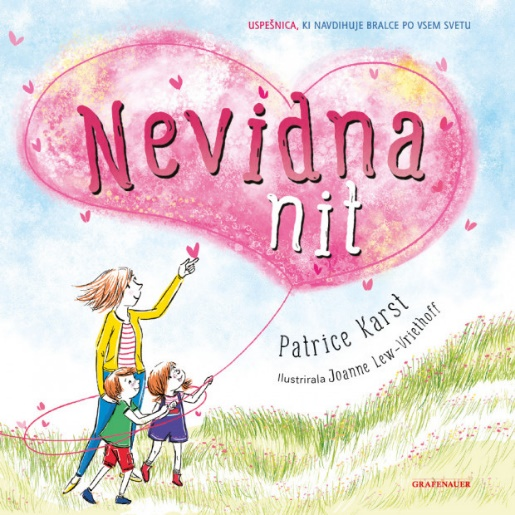 USPEŠNICA, KI NAVDIHUJE BRALCE PO VSEM SVETU
Nevidna
nit
Patrice Karst
Ilustrirala Joanne Lew-Vriethoff
GRAFENAUER